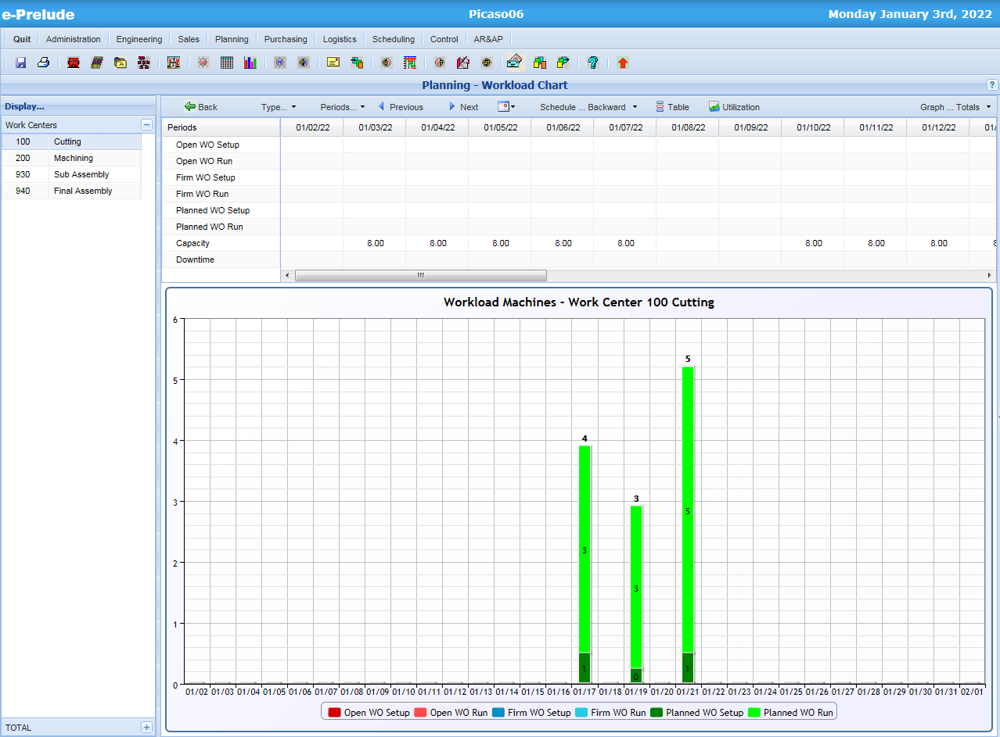 e-Prelude Picaso06 Monday January 3rd, 2022
Quit Administration Engineering Sales Planning Purchasing Logistics Scheduling Control AR&AP
Planning - Workload Chart ?
Display...
Work Centers
100 Cutting
200 Machining
930 Sub Assembly
940 Final Assembly
TOTAL
Back Type... Periods... Previous Next Schedule ... Backward Table Utilization Graph ... Totals
Periods 01/02/22 01/03/22 01/04/22 01/05/22 01/06/22 01/07/22 01/08/22 01/09/22 01/10/22 01/11/22 01/12/22 01/
Open WO Setup
Open WO Run
Firm WO Setup
Firm WO Run
Planned WO Setup
Planned WO Run
Capacity 8.00 8.00 8.00 8.00 8.00 8.00 8.00 8.00 8
Downtime
Workload Machines - Work Center 100 Cutting
6
5
5
4
4
3
3
5
3
2
3
1
1 0 1
0
01/02 01/03 01/04 01/05 01/06 01/07 01/08 01/09 01/10 01/11 01/12 01/13 01/14 01/15 01/16 01/17 01/18 01/19 01/20 01/21 01/22 01/23 01/24 01/25 01/26 01/27 01/28 01/29 01/30 01/31 02/01
Open WO Setup Open WO Run Firm WO Setup Firm WO Run Planned WO Setup Planned WO Run